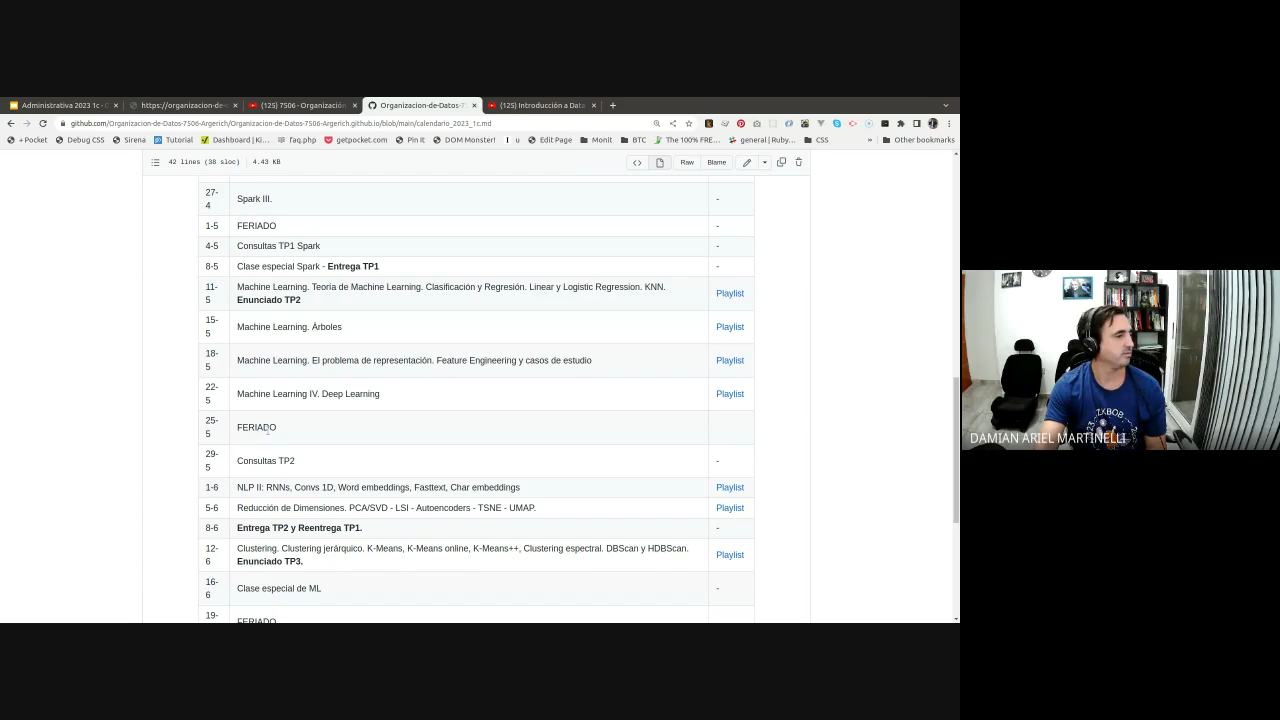 Administrativa 2023 1c - G
https://organizacion-de-c
(125) 7506 - Organización
Organizacion-de-Datos-7
(125) Introducción a Data
github.com/Organizacion-de-Datos-7506-Argerich/Organizacion-de-Datos-7506-Argerich.github.io/blob/main/calendario_2023_1c.md
+Pocket
Debug CSS
Sirena
Tutorial
Dashboard | Ki...
faq.php
Pin It
getpocket.com
DOM Monster!
u
Edit Page
Monit
BTC
The 100% FRE...
general | Ruby...
CSS
»
Other bookmarks
42 lines (38 sloc)
4.43 KB
Raw
Blame
27-
4
Spark III.
-
1-5
FERIADO
-
4-5
Consultas TP1 Spark
-
8-5
Clase especial Spark - Entrega TP1
-
11-
5
Machine Learning. Teoría de Machine Learning. Clasificación y Regresión. Linear y Logistic Regression. KNN.
Enunciado TP2
Playlist
15-
5
Machine Learning. Árboles
Playlist
18-
5
Machine Learning. El problema de representación. Feature Engineering y casos de estudio
Playlist
22-
5
Machine Learning IV. Deep Learning
Playlist
25-
5
FERIADO
29-
5
Consultas TP2
-
1-6
NLP II: RNNs, Convs 1D, Word embeddings, Fasttext, Char embeddings
Playlist
5-6
Reducción de Dimensiones. PCA/SVD - LSI - Autoencoders - TSNE - UMAP.
Playlist
8-6
Entrega TP2 y Reentrega TP1.
-
12-
6
Clustering. Clustering jerárquico. K-Means, K-Means online, K-Means++, Clustering espectral. DBScan y HDBScan.
Enunciado TP3.
Playlist
16-
6
Clase especial de ML
-
19-
FERIADO
ZKBOB
DAMIAN ARIEL MARTINELLI